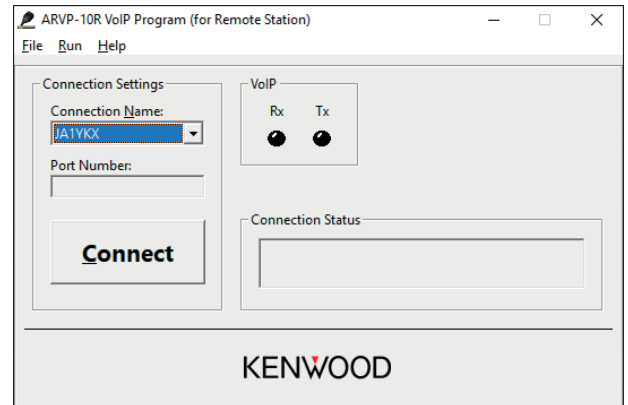 ARVP-10R VoIP Program (for Remote Station)
File Run Help
Connection Settings
Connection Name:
JA1YKX
Port Number:
Connect
VoIP
Rx Tx
Connection Status
KENWOOD